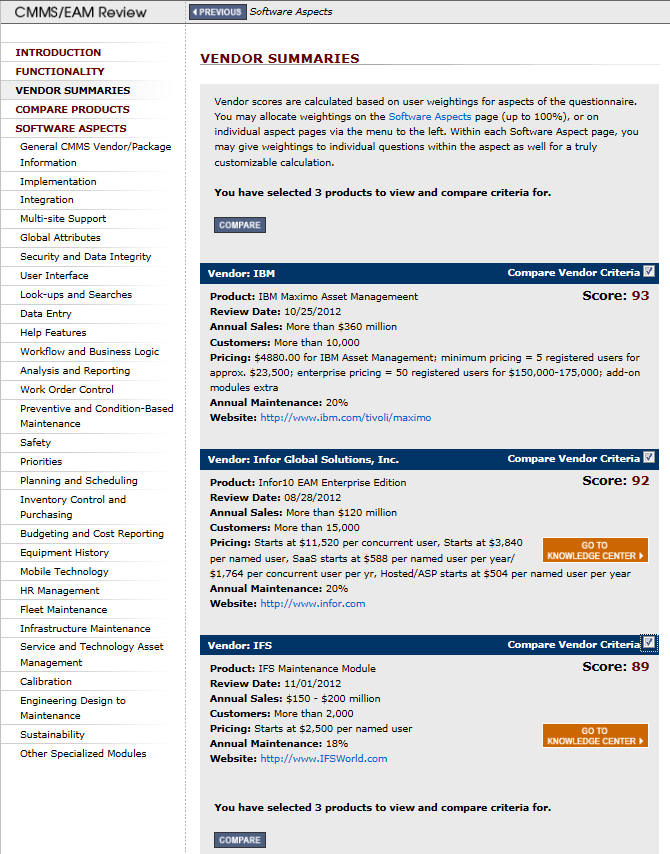 CMMS/EAM Review
PREVIOUS Software Aspects
INTRODUCTION
FUNCTIONALITY
VENDOR SUMMARIES
COMPARE PRODUCTS
SOFTWARE ASPECTS
General CMMS Vendor/Package
Information
Implementation
Integration
Multi-site Support
Global Attributes
Security and Data Integrity
User Interface
Look-ups and Searches
Data Entry
Help Features
Workflow and Business Logic
Analysis and Reporting
Work Order Control
Preventive and Condition-Based
Maintenance
Safety
Priorities
Planning and Scheduling
Inventory Control and
Purchasing
Budgeting and Cost Reporting
Equipment History
Mobile Technology
HR Management
Fleet Maintenance
Infrastructure Maintenance
Service and Technology Asset
Management
Calibration
Engineering Design to
Maintenance
Sustainability
Other Specialized Modules
VENDOR SUMMARIES
Vendor scores are calculated based on user weightings for aspects of the questionnaire.
You may allocate weightings on the Software Aspects page (up to 100%), or on
individual aspect pages via the menu to the left. Within each Software Aspect page, you
may give weightings to individual questions within the aspect as well for a truly
customizable calculation.
You have selected 3 products to view and compare criteria for.
COMPARE
Vendor: IBM Compare Vendor Criteria
Product: IBM Maximo Asset Managemeent Score: 93
Review Date: 10/25/2012
Annual Sales: More than $360 million
Customers: More than 10,000
Pricing: $4880.00 for IBM Asset Management; minimum pricing = 5 registered users for
approx. $23,500; enterprise pricing = 50 registered users for $150,000-175,000; add-on
modules extra
Annual Maintenance: 20%
Website: http://www.ibm.com/tivoli/maximo
Vendor: Infor Global Solutions, Inc. Compare Vendor Criteria
Product: Infor10 EAM Enterprise Edition Score: 92
Review Date: 08/28/2012
Annual Sales: More than $120 million
Customers: More than 15,000
Pricing: Starts at $11,520 per concurrent user, Starts at $3,840
per named user, SaaS starts at $588 per named user per year/
$1,764 per concurrent user per yr, Hosted/ASP starts at $504 per named user per year
GO TO
KNOWLEDGE CENTER
Annual Maintenance: 20%
Website: http://www.infor.com
Vendor: IFS Compare Vendor Criteria
Product: IFS Maintenance Module Score: 89
Review Date: 11/01/2012
Annual Sales: $150 - $200 million
Customers: More than 2,000
Pricing: Starts at $2,500 per named user
GO TO
KNOWLEDGE CENTER
Annual Maintenance: 18%
Website: http://www.IFSWorld.com
You have selected 3 products to view and compare criteria for.
COMPARE